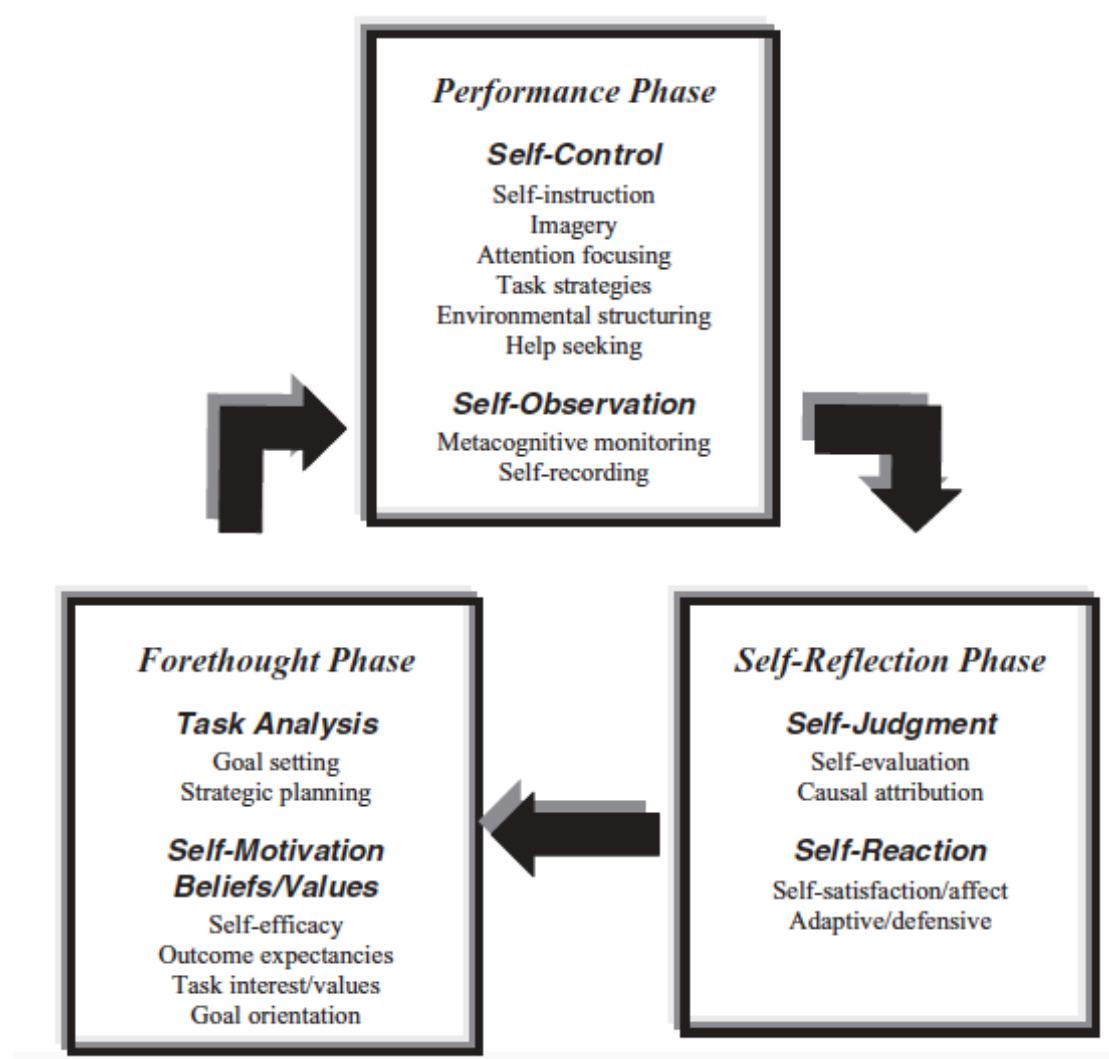 Performance Phase
Self-Control
Self-instruction
Imagery
Attention focusing
Task strategies
Environmental structuring
Help seeking
Self-Observation
Metacognitive monitoring
Self-recording
Forethought Phase
Task Analysis
Goal setting
Strategic planning
Self-Motivation
Beliefs/Values
Self-efficacy
Outcome expectancies
Task interest/values
Goal orientation
Self-Reflection Phase
Self-Judgment
Self-evaluation
Causal attribution
Self-Reaction
Self-satisfaction/affect
Adaptive/defensive